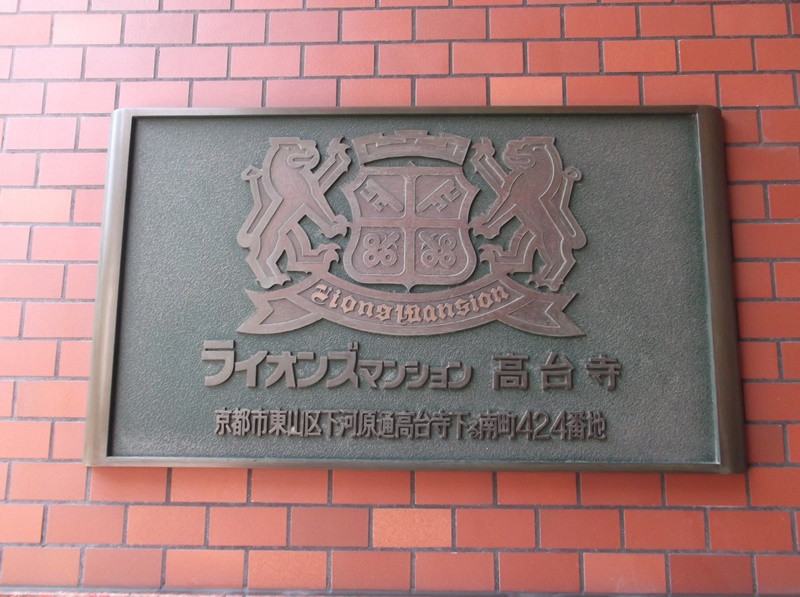 Lions Mansion
ライオンズマンション 高台寺
京都市東山区下河原通高台寺下る南町424番地